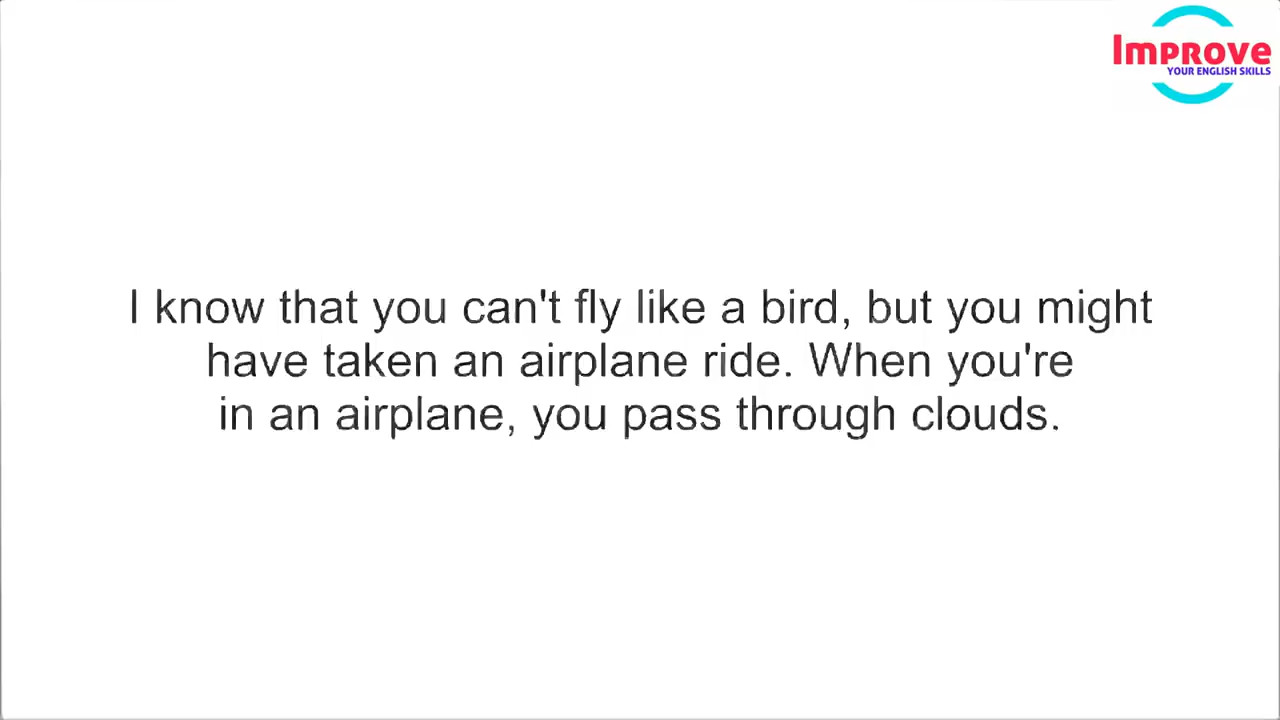 Improve
YOUR ENGLISH SKILLS
I know that you can't fly like a bird, but you might
have taken an airplane ride. When you're
in an airplane, you pass through clouds.